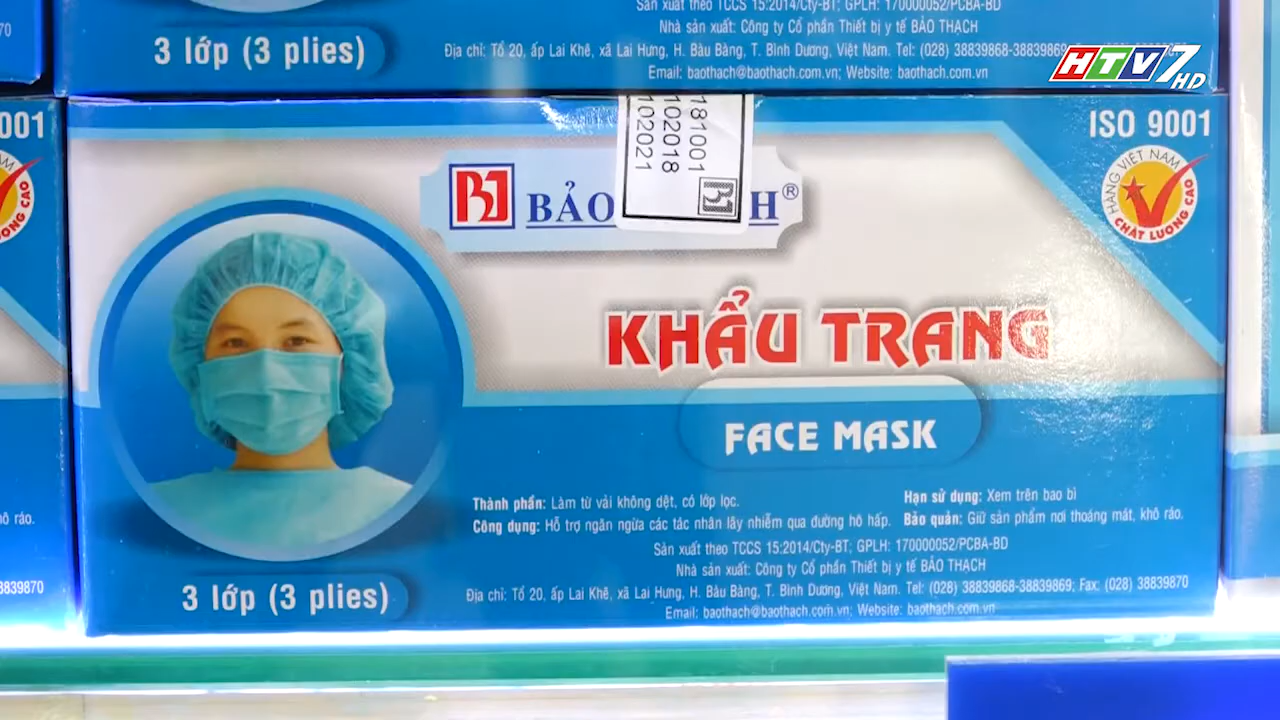 70
3 lớp (3 plies)
Sản xuất theo TCCS 15:2014/Cty-BT; GPLH: 170000052/PCBA-BD
Nhà sản xuất: Công ty Cổ phần Thiết bị y tế BẢO THẠCH
Địa chỉ: Tổ 20, ấp Lai Khê, xã Lai Hưng, H. Bàu Bàng, T. Bình Dương, Việt Nam. Tel: (028) 38839868-38839869
Email: baothach@baothach.com.vn; Website: baothach.com.vn
HTV7 HD
001
ISO 9001
181001
102018
102021
BẢO H®
HÀNG VIỆT NAM
CHẤT LƯỢNG CAO
KHẨU TRANG
FACE MASK
Thành phần: Làm từ vải không dệt, có lớp lọc.
Công dụng: Hỗ trợ ngăn ngừa các tác nhân lây nhiễm qua đường hô hấp.
Hạn sử dụng: Xem trên bao bì
Bảo quản: Giữ sản phẩm nơi thoáng mát, khô ráo.
Sản xuất theo TCCS 15:2014/Cty-BT; GPLH: 170000052/PCBA-BD
Nhà sản xuất: Công ty Cổ phần Thiết bị y tế BẢO THẠCH
Địa chỉ: Tổ 20, ấp Lai Khê, xã Lai Hưng, H. Bàu Bàng, T. Bình Dương, Việt Nam. Tel: (028) 38839868-38839869; Fax: (028) 38839870
Email: baothach@baothach.com.vn; Website: baothach.com.vn
3 lớp (3 plies)
ráo.
38839870